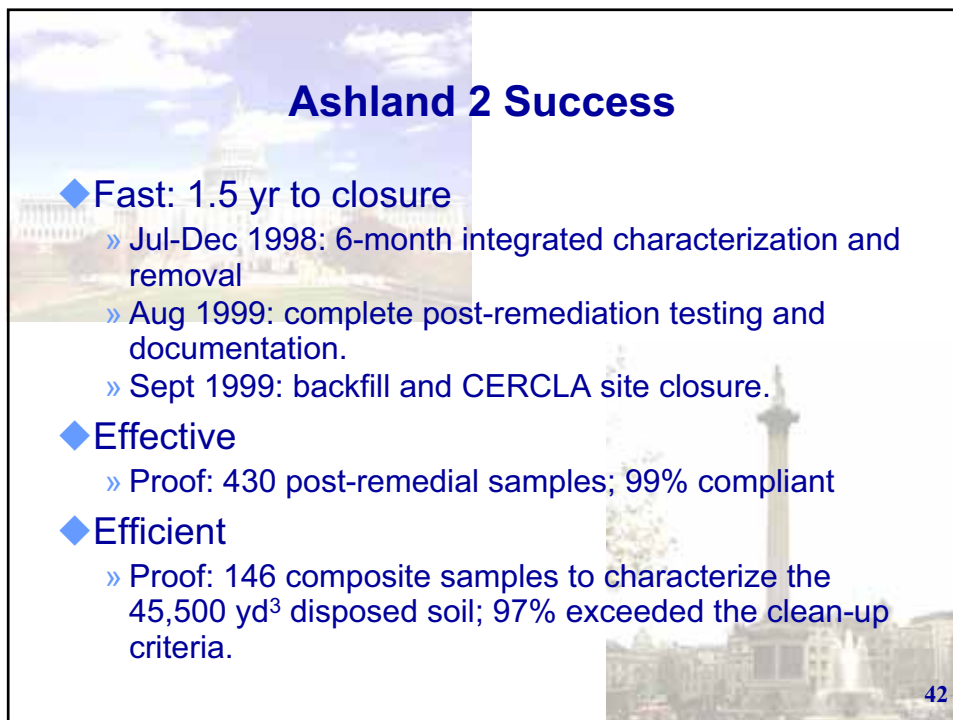 Ashland 2 Success
◆Fast: 1.5 yr to closure
» Jul-Dec 1998: 6-month integrated characterization and
removal
» Aug 1999: complete post-remediation testing and
documentation.
» Sept 1999: backfill and CERCLA site closure.
◆Effective
» Proof: 430 post-remedial samples; 99% compliant
◆Efficient
» Proof: 146 composite samples to characterize the
45,500 yd³ disposed soil; 97% exceeded the clean-up
criteria.
42